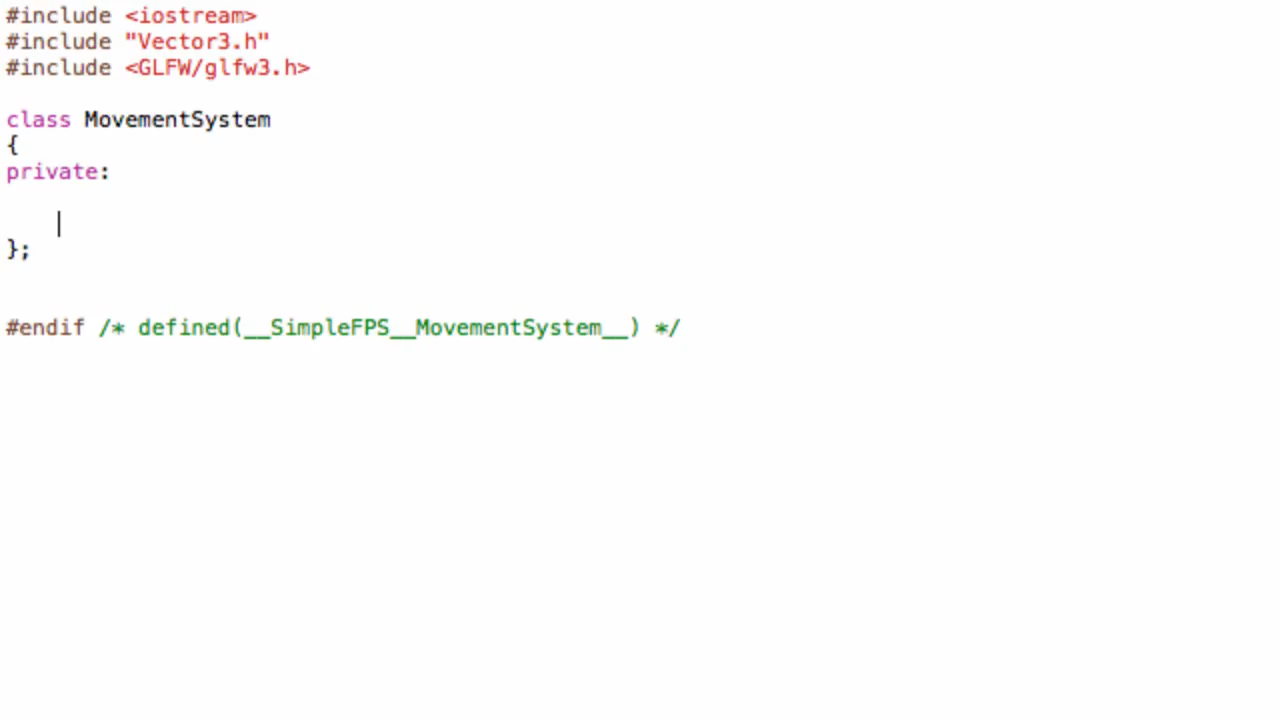 #include <iostream>
#include "Vector3.h"
#include <GLFW/glfw3.h>
class MovementSystem
{
private:
};
#endif /* defined(__SimpleFPS__MovementSystem__) */